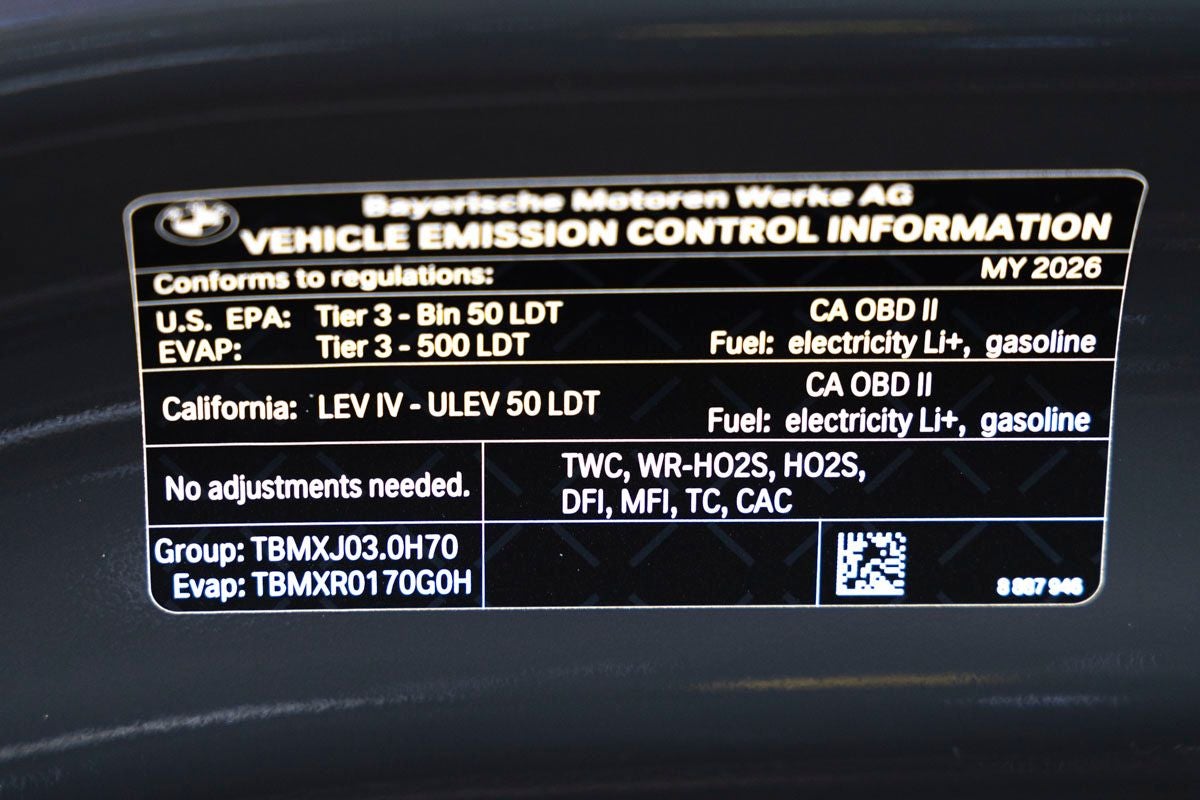 Bayerische Motoren Werke AG
VEHICLE EMISSION CONTROL INFORMATION
Conforms to regulations: MY 2026
U.S. EPA: Tier 3 - Bin 50 LDT CA OBD II
EVAP: Tier 3 - 500 LDT Fuel: electricity Li+, gasoline
California: LEV IV - ULEV 50 LDT CA OBD II
Fuel: electricity Li+, gasoline
No adjustments needed.
TWC, WR-HO2S, HO2S,
DFI, MFI, TC, CAC
Group: TBMXJ03.0H70
Evap: TBMXR0170G0H